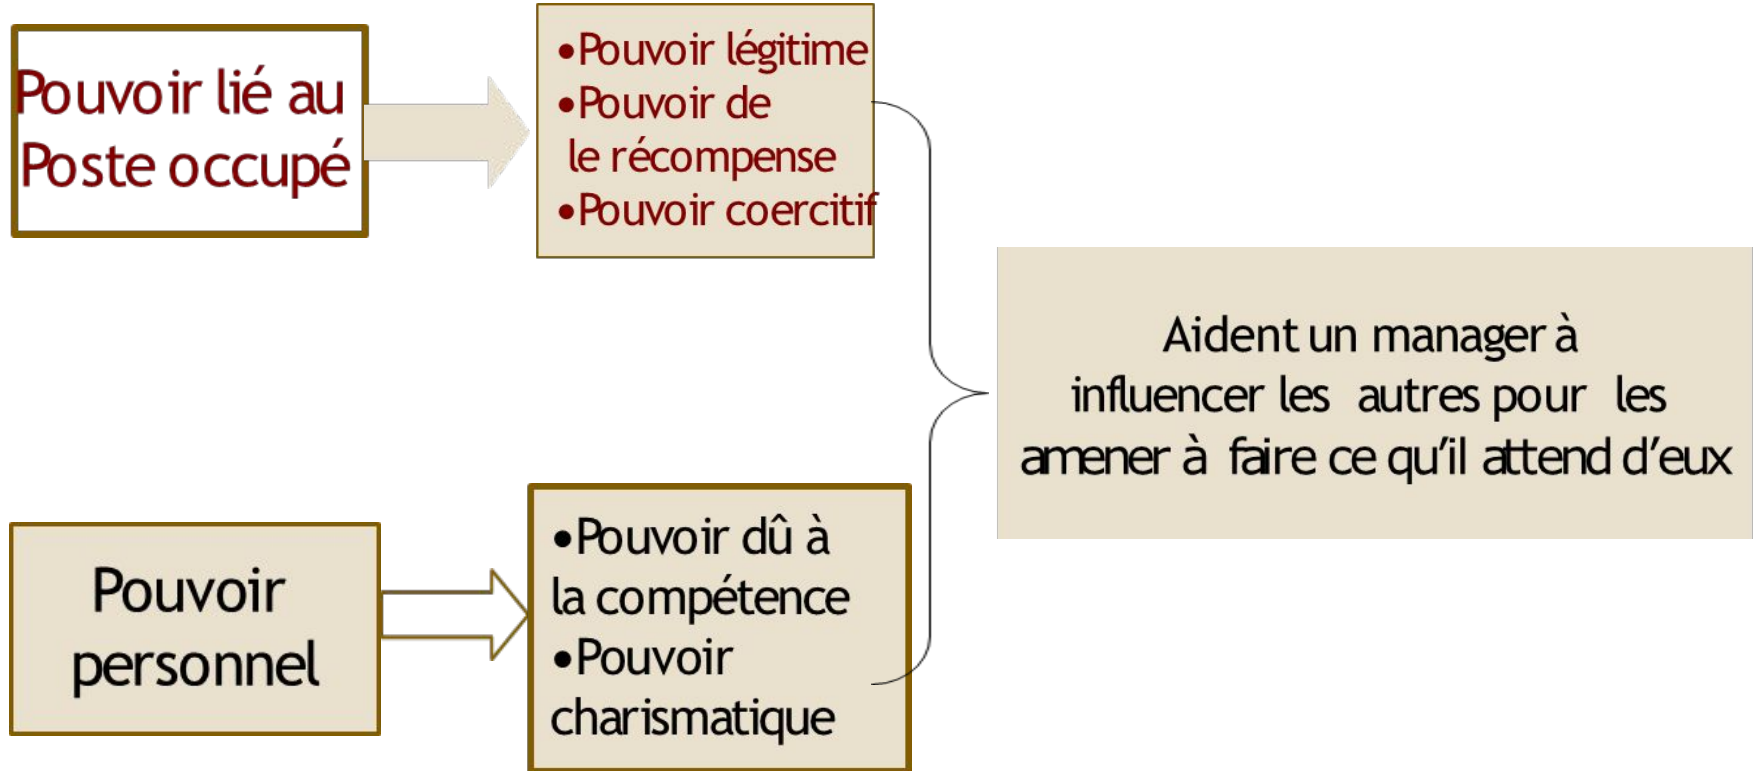 Pouvoir lié au
Poste occupé
•Pouvoir légitime
•Pouvoir de
le récompense
•Pouvoir coercitif
Aident un manager à
influencer les autres pour les
amener à faire ce qu’il attend d’eux
Pouvoir
personnel
•Pouvoir dû à
la compétence
•Pouvoir
charismatique